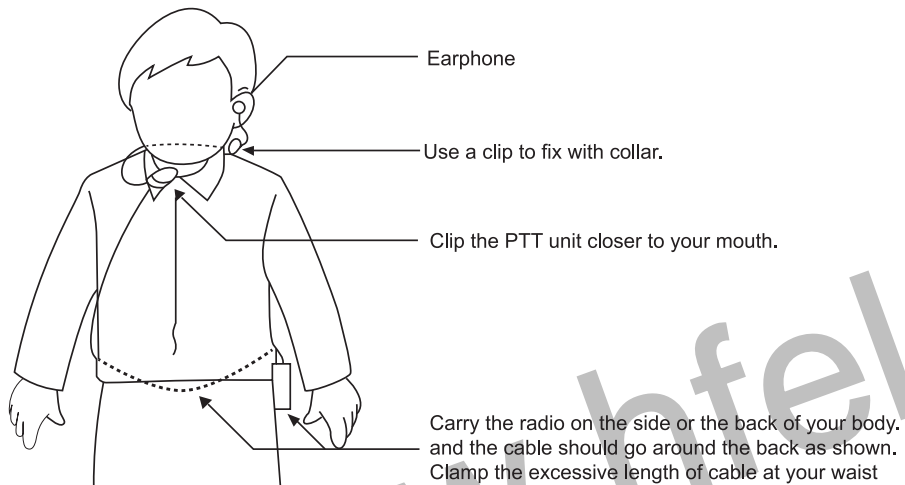 Earphone
Use a clip to fix with collar.
Clip the PTT unit closer to your mouth.
Carry the radio on the side or the back of your body.
and the cable should go around the back as shown.
Clamp the excessive length of cable at your waist
hfel